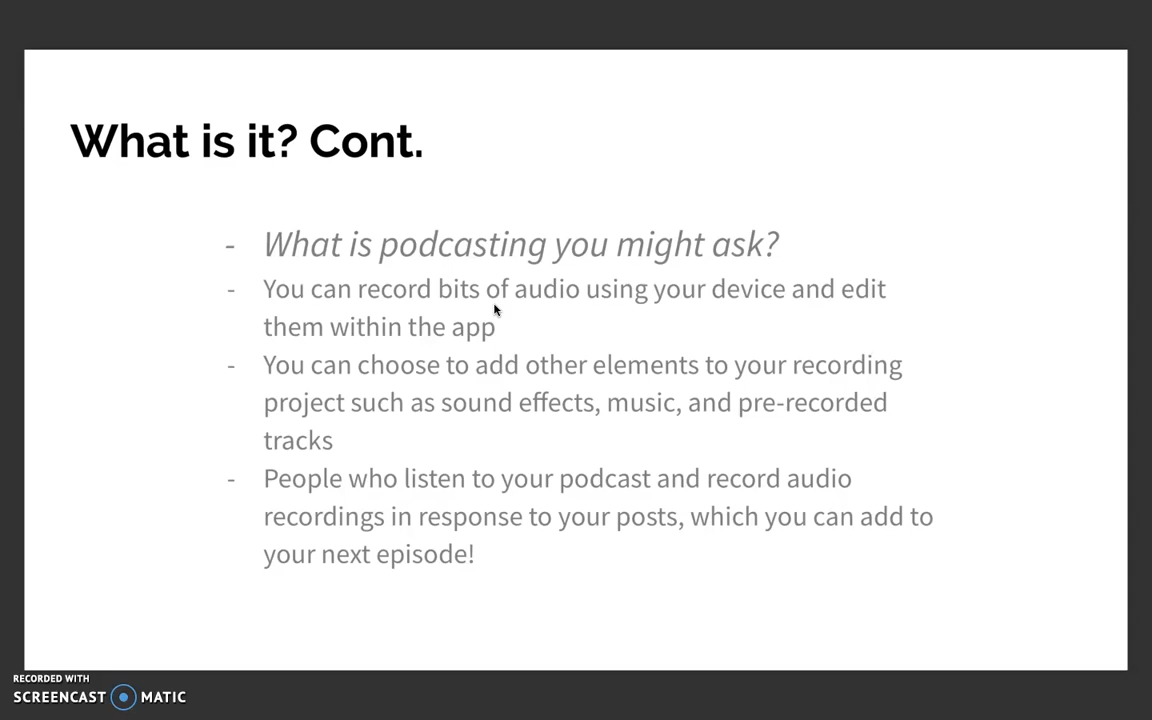 What is it? Cont.
- What is podcasting you might ask?
- You can record bits of audio using your device and edit
them within the app
- You can choose to add other elements to your recording
project such as sound effects, music, and pre-recorded
tracks
- People who listen to your podcast and record audio
recordings in response to your posts, which you can add to
your next episode!
RECORDED WITH
SCREENCAST MATIC